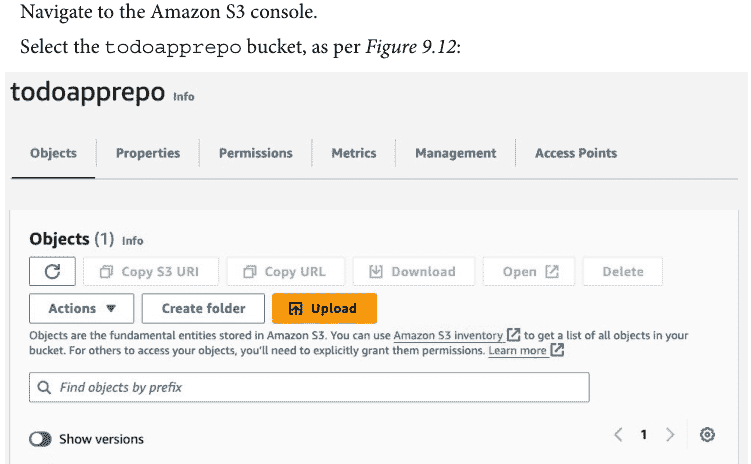 Navigate to the Amazon S3 console.
Select the todoapprepo bucket, as per Figure 9.12:
todoapprepo Info
Objects Properties Permissions Metrics Management Access Points
Objects (1) Info
Copy S3 URI Copy URL Download Open Delete
Actions Create folder Upload
Objects are the fundamental entities stored in Amazon S3. You can use Amazon S3 inventory to get a list of all objects in your
bucket. For others to access your objects, you'll need to explicitly grant them permissions. Learn more
Find objects by prefix
Show versions 1